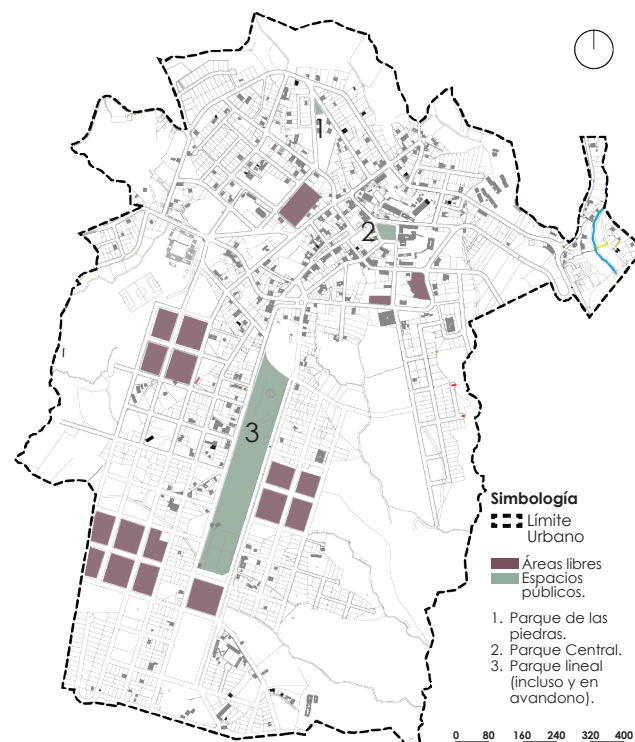 1
2
3
Simbología
Límite
Urbano
Áreas libres
Espacios
públicos.
1. Parque de las
piedras.
2. Parque Central.
3. Parque lineal
(incluso y en
avandono).
0 80 160 240 320 400